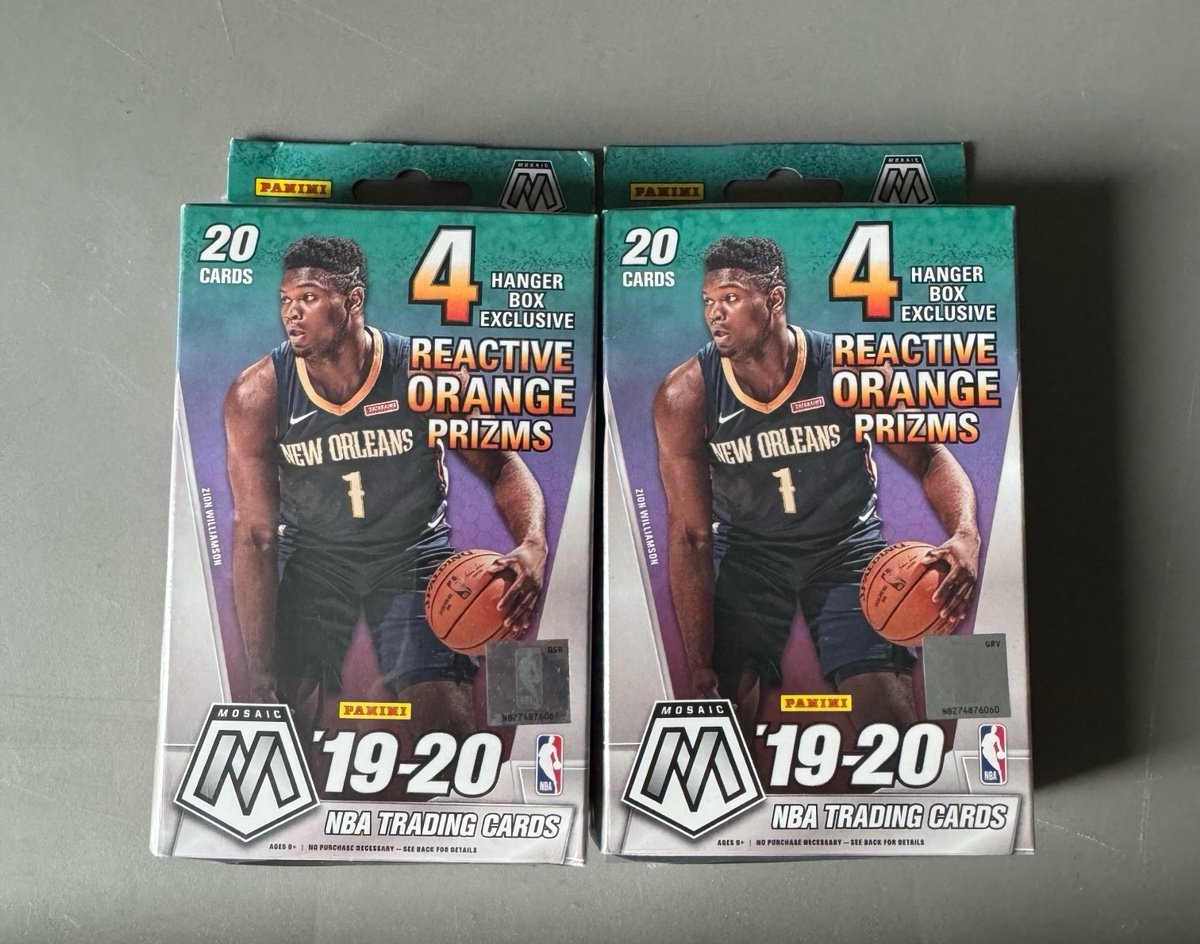 PANINI
MOSAIC
20
CARDS
4
HANGER
BOX
EXCLUSIVE
REACTIVE
ORANGE
PRIZMS
NEW ORLEANS
1
ZION WILLIAMSON
PANINI
MOSAIC
'19-20
NBA
NBA TRADING CARDS
AGES 9+ | NO PURCHASE NECESSARY – SEE BACK FOR DETAILS
PANINI
MOSAIC
20
CARDS
4
HANGER
BOX
EXCLUSIVE
REACTIVE
ORANGE
PRIZMS
NEW ORLEANS
1
ZION WILLIAMSON
GRV
NB27487606D
PANINI
MOSAIC
'19-20
NBA
NBA TRADING CARDS
AGES 9+ | NO PURCHASE NECESSARY – SEE BACK FOR DETAILS